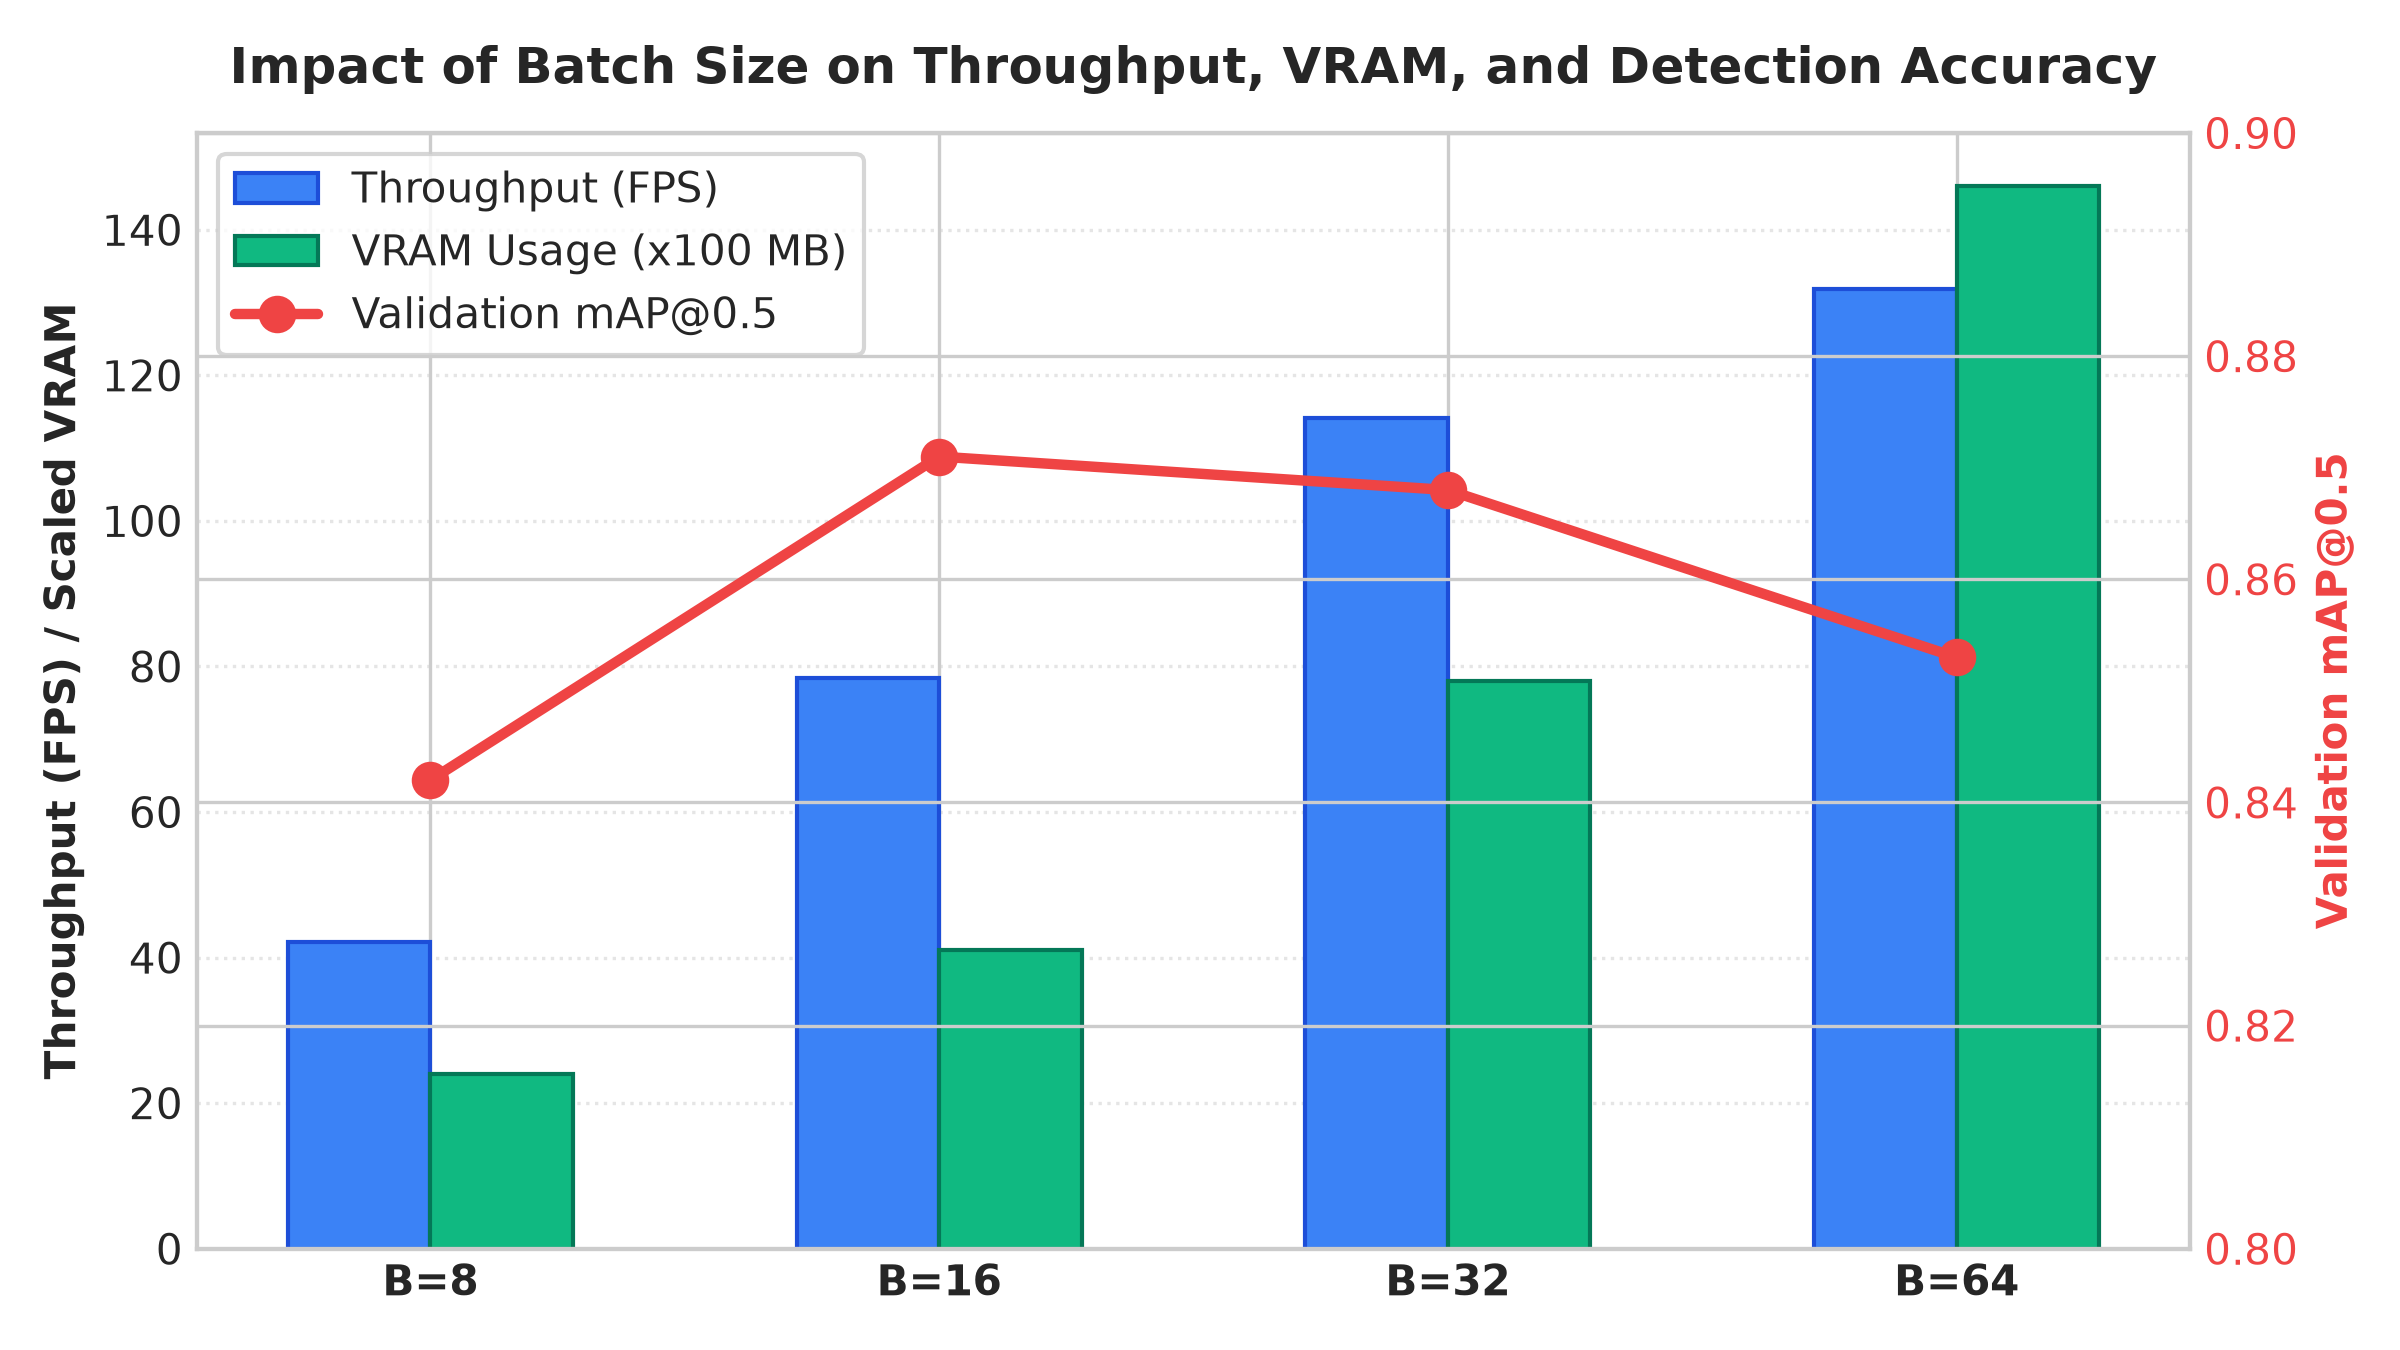 Impact of Batch Size on Throughput, VRAM, and Detection Accuracy
Throughput (FPS)
VRAM Usage (x100 MB)
Validation mAP@0.5
Throughput (FPS) / Scaled VRAM
140
120
100
80
60
40
20
0
0.90
0.88
0.86
0.84
0.82
0.80
Validation mAP@0.5
B=8
B=16
B=32
B=64